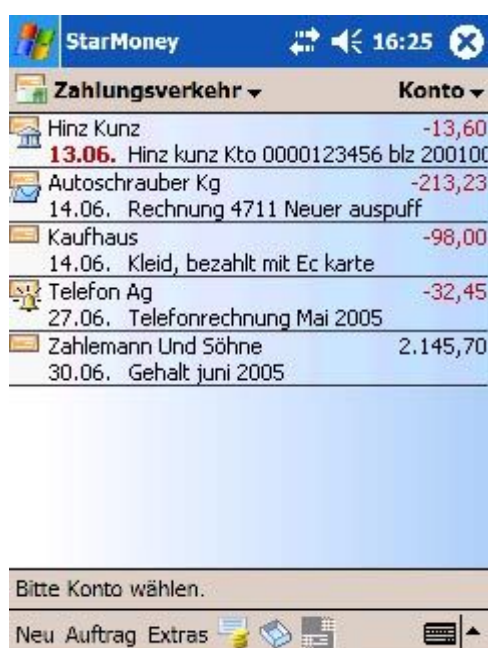 StarMoney 16:25
Zahlungsverkehr Konto
Hinz Kunz -13,60
13.06. Hinz kunz Kto 0000123456 blz 200100
Autoschrauber Kg -213,23
14.06. Rechnung 4711 Neuer auspuff
Kaufhaus -98,00
14.06. Kleid, bezahlt mit Ec karte
Telefon Ag -32,45
27.06. Telefonrechnung Mai 2005
Zahlemann Und Söhne 2.145,70
30.06. Gehalt juni 2005
Bitte Konto wählen.
Neu Auftrag Extras